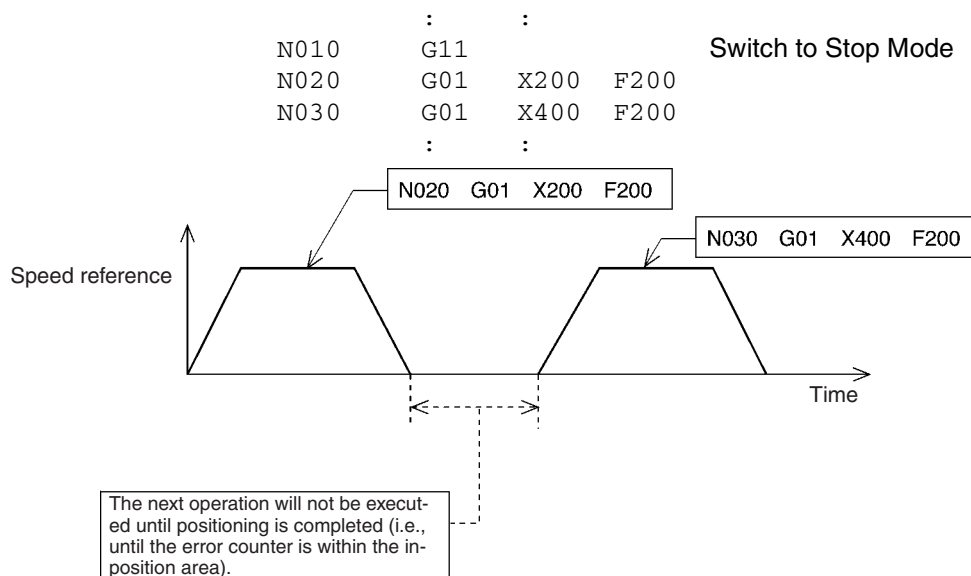 : :
N010 G11 Switch to Stop Mode
N020 G01 X200 F200
N030 G01 X400 F200
: :
N020 G01 X200 F200
N030 G01 X400 F200
Speed reference
Time
The next operation will not be execut-
ed until positioning is completed (i.e.,
until the error counter is within the in-
position area).